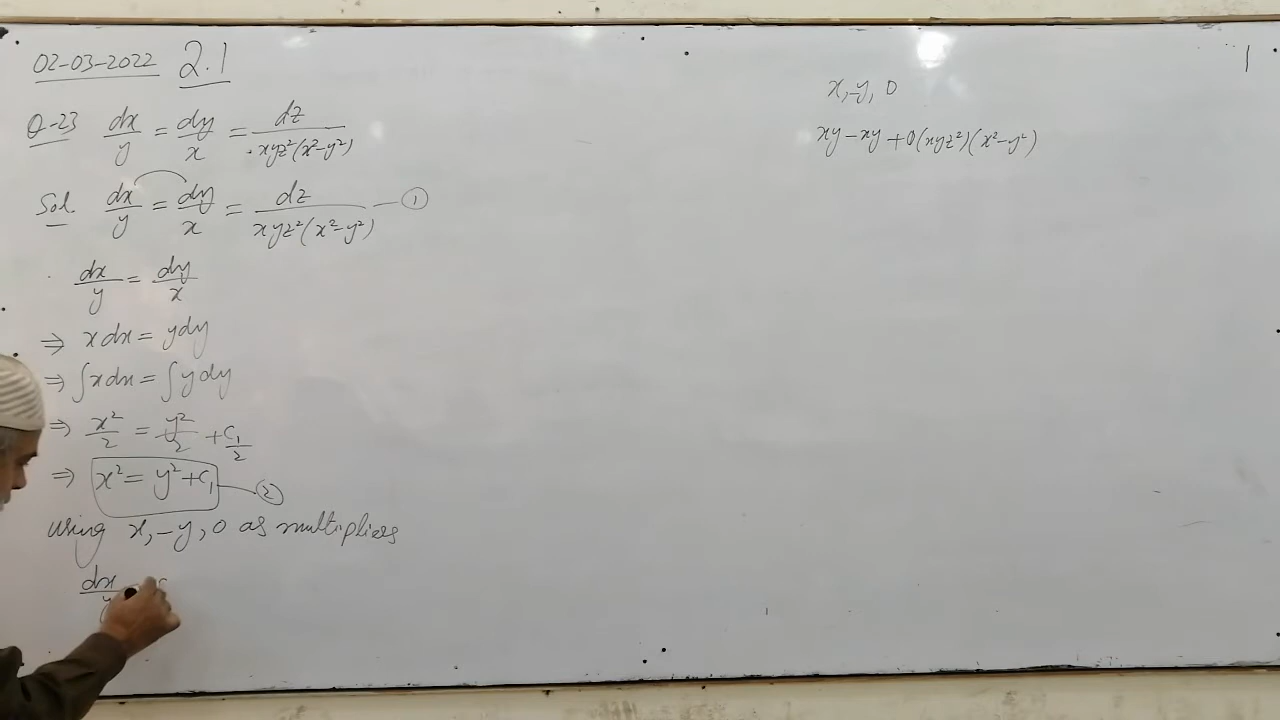 02-03-2022 2.1
Q-23 dx/y = dy/x = dz/xyz²(x²-y²)
Sol. dx/y = dy/x = dz/xyz²(x²-y²) — ①
dx/y = dy/x
⇒ x dx = y dy
⇒ ∫x dx = ∫y dy
⇒ x²/2 = y²/2 + c₁/2
⇒ x² = y² + c₁ — ②
using x, -y, 0 as multipliers
dx/y
x, -y, 0
xy - xy + 0(xyz²)(x²-y²)
1